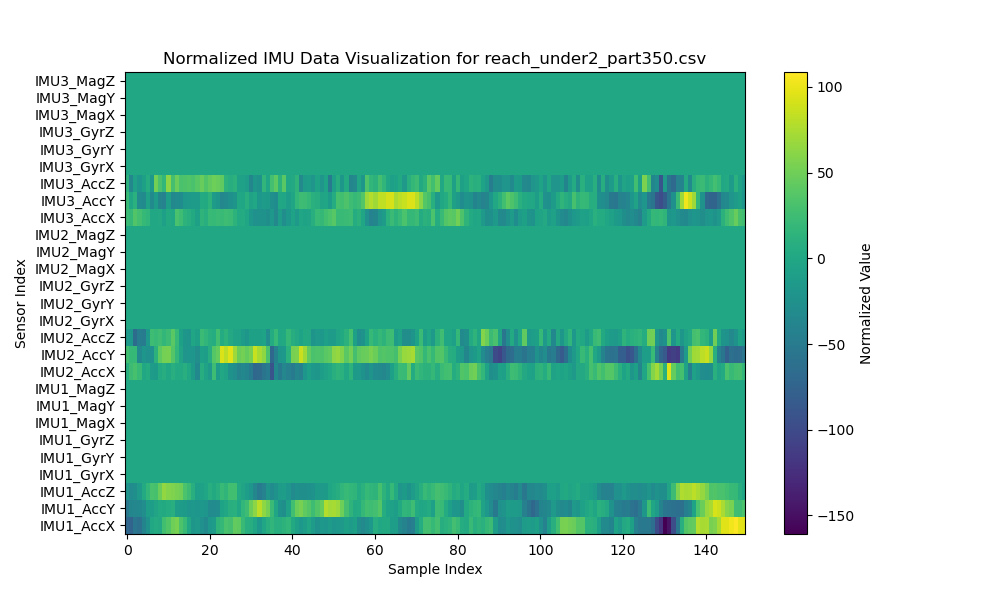 Normalized IMU Data Visualization for reach_under2_part350.csv
IMU3_MagZ
IMU3_MagY
IMU3_MagX
IMU3_GyrZ
IMU3_GyrY
IMU3_GyrX
IMU3_AccZ
IMU3_AccY
IMU3_AccX
IMU2_MagZ
IMU2_MagY
IMU2_MagX
IMU2_GyrZ
IMU2_GyrY
IMU2_GyrX
IMU2_AccZ
IMU2_AccY
IMU2_AccX
IMU1_MagZ
IMU1_MagY
IMU1_MagX
IMU1_GyrZ
IMU1_GyrY
IMU1_GyrX
IMU1_AccZ
IMU1_AccY
IMU1_AccX
Sensor Index
0 20 40 60 80 100 120 140
Sample Index
100
50
0
−50
−100
−150
Normalized Value